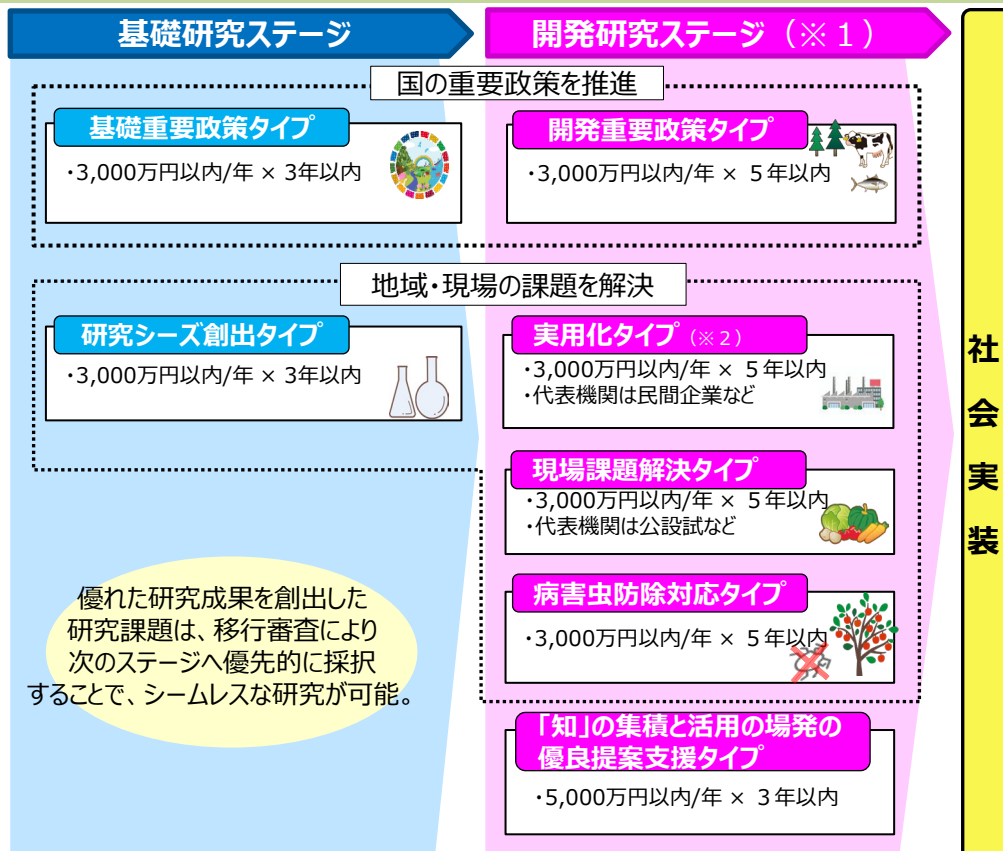 基礎研究ステージ
開発研究ステージ（※１）
国の重要政策を推進
基礎重要政策タイプ
・3,000万円以内/年 × 3年以内
開発重要政策タイプ
・3,000万円以内/年 × ５年以内
地域・現場の課題を解決
研究シーズ創出タイプ
・3,000万円以内/年 × 3年以内
実用化タイプ（※２）
・3,000万円以内/年 × ５年以内
・代表機関は民間企業など
現場課題解決タイプ
・3,000万円以内/年 × ５年以内
・代表機関は公設試など
病害虫防除対応タイプ
・3,000万円以内/年 × ５年以内
優れた研究成果を創出した
研究課題は、移行審査により
次のステージへ優先的に採択
することで、シームレスな研究が可能。
「知」の集積と活用の場発の
優良提案支援タイプ
・5,000万円以内/年 × ３年以内
社会実装